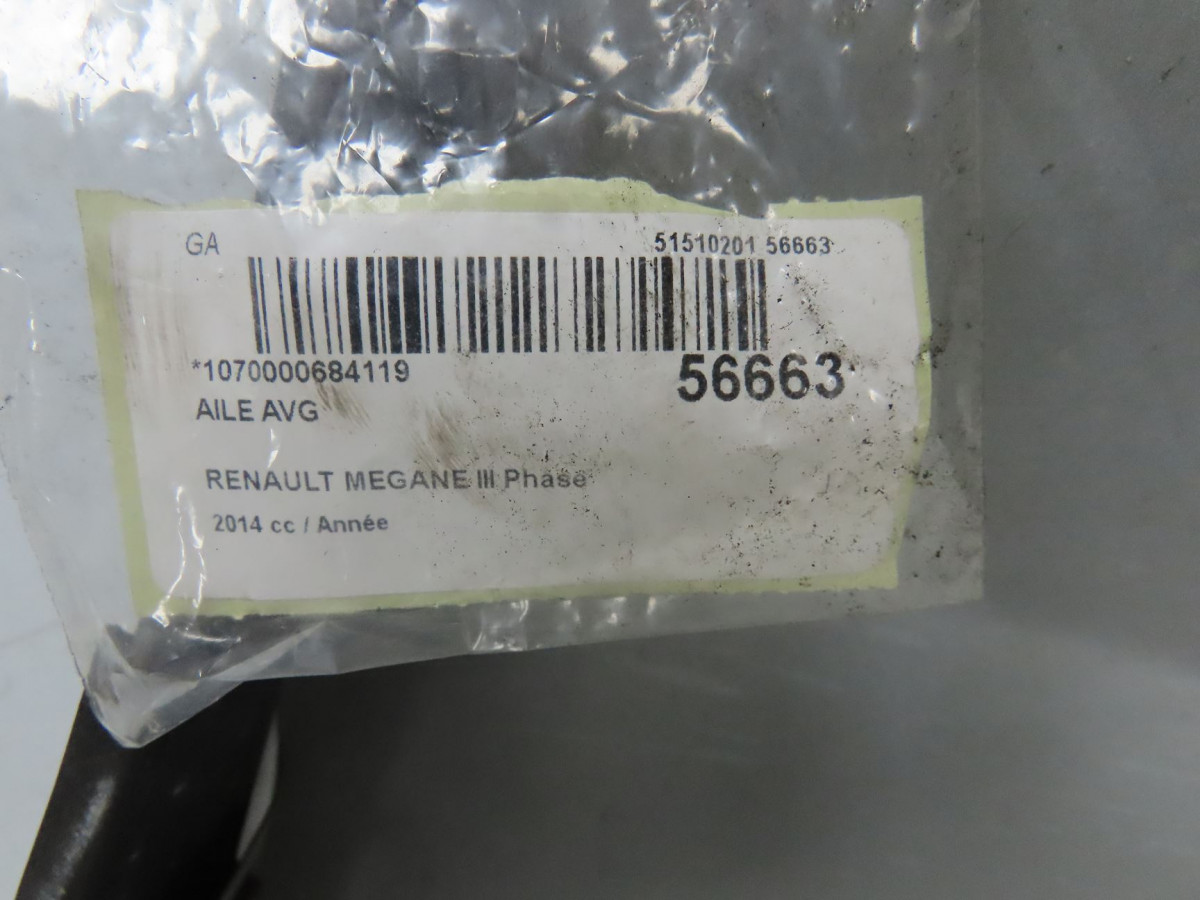 GA 51510201 56663
*1070000684119 56663
AILE AVG
RENAULT MEGANE III Phase
2014 cc / Année